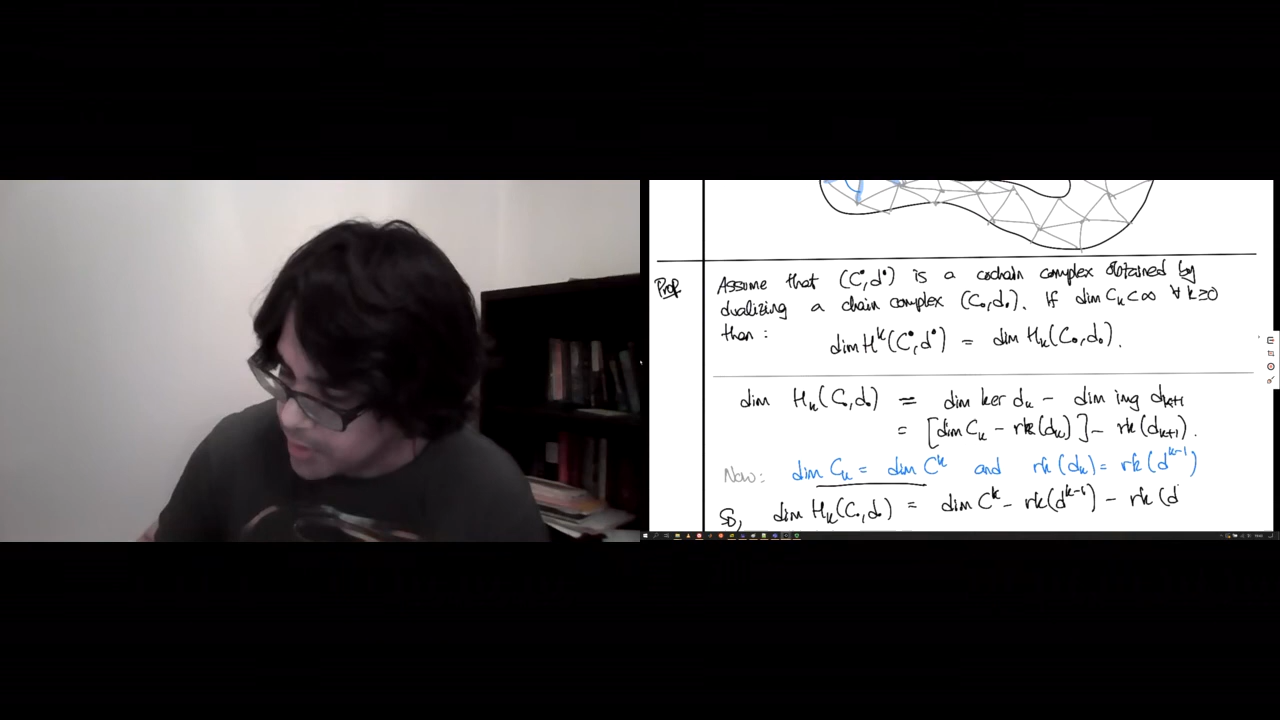 Prop Assume that (C•, d•) is a cochain complex obtained by
dualizing a chain complex (C•, d•). If dim Cₖ < ∞ ∀ k ≥ 0
then :
dim Hᵏ(C•, d•) = dim Hₖ(C•, d•).
dim Hₖ(C•, d•) = dim ker dₖ − dim img dₖ₊₁
= [dim Cₖ − rk(dₖ)] − rk(dₖ₊₁).
Now: dim Cₖ = dim Cᵏ and rk(dₖ) = rk(dᵏ⁻¹)
So, dim Hₖ(C•, d•) = dim Cᵏ − rk(dᵏ⁻¹) − rk(d